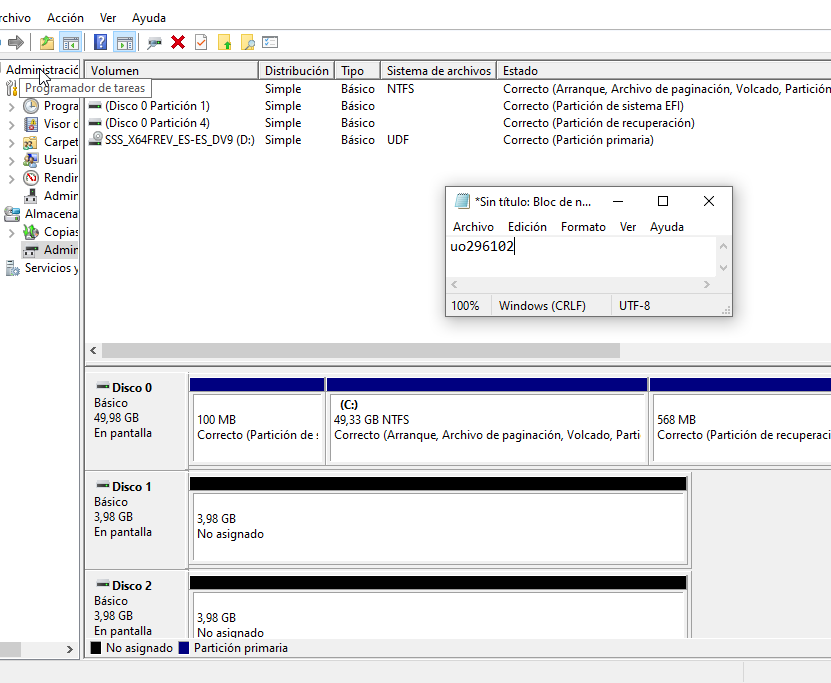 rchivo Acción Ver Ayuda
Administració
Programador de tareas
Progra
Visor d
Carpet
Usuari
Rendir
Admin
Almacena
Copias
Admin
Servicios y
Volumen Distribución Tipo Sistema de archivos Estado
Simple Básico NTFS Correcto (Arranque, Archivo de paginación, Volcado, Partición
(Disco 0 Partición 1) Simple Básico Correcto (Partición de sistema EFI)
(Disco 0 Partición 4) Simple Básico Correcto (Partición de recuperación)
SSS_X64FREV_ES-ES_DV9 (D:) Simple Básico UDF Correcto (Partición primaria)
*Sin título: Bloc de n...
Archivo Edición Formato Ver Ayuda
uo296102
100% Windows (CRLF) UTF-8
Disco 0
Básico
49,98 GB
En pantalla
100 MB
Correcto (Partición de s
(C:)
49,33 GB NTFS
Correcto (Arranque, Archivo de paginación, Volcado, Parti
568 MB
Correcto (Partición de recuperació
Disco 1
Básico
3,98 GB
En pantalla
3,98 GB
No asignado
Disco 2
Básico
3,98 GB
En pantalla
3,98 GB
No asignado
No asignado Partición primaria